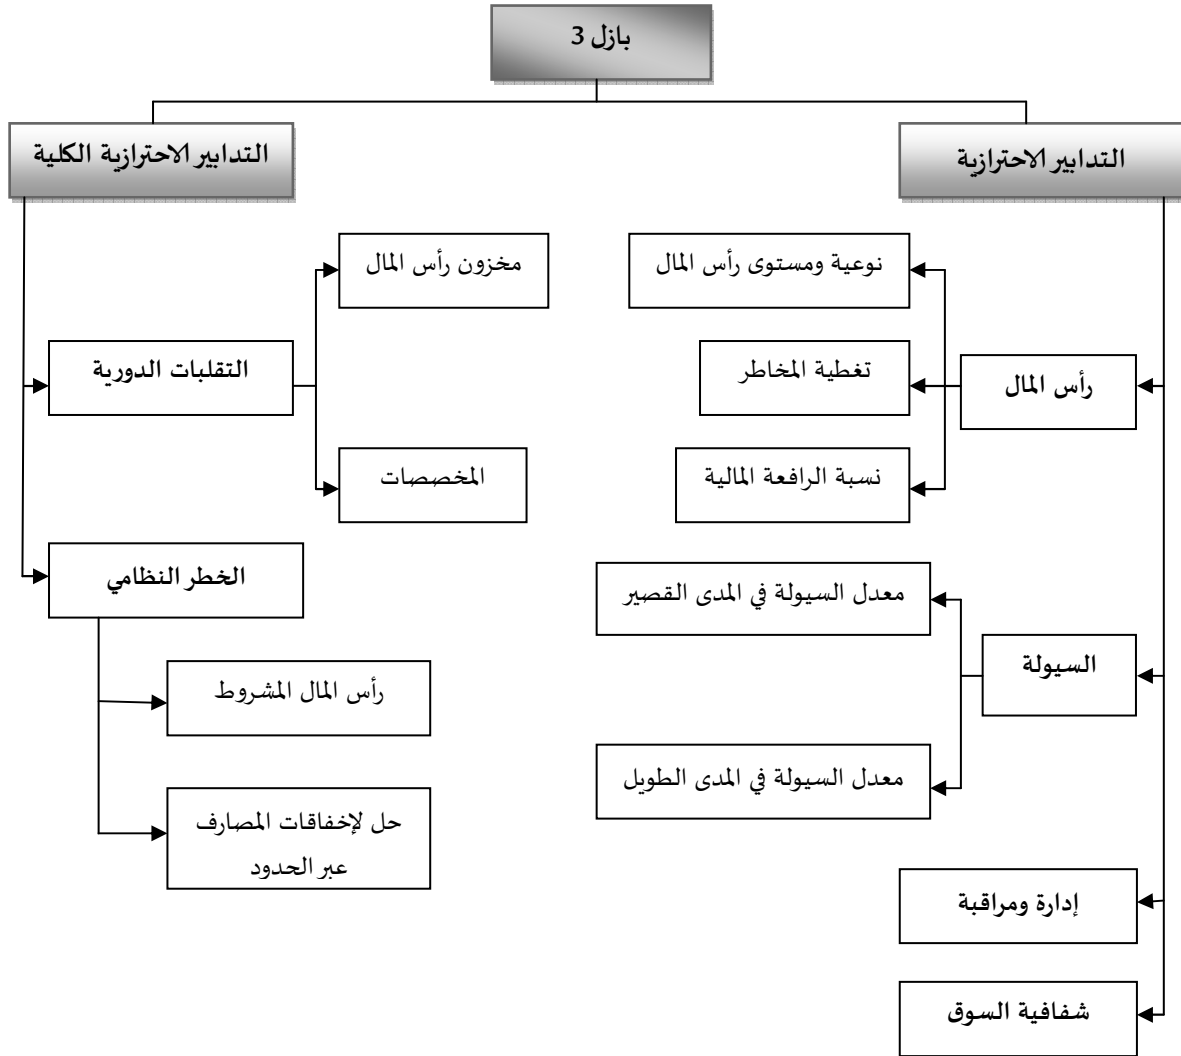 بازل 3
التدابير الاحترازية
التدابير الاحترازية الكلية
رأس المال
نوعية ومستوى رأس المال
تغطية المخاطر
نسبة الرافعة المالية
السيولة
معدل السيولة في المدى القصير
معدل السيولة في المدى الطويل
إدارة ومراقبة
شفافية السوق
التقلبات الدورية
مخزون رأس المال
المخصصات
الخطر النظامي
رأس المال المشروط
حل لإخفاقات المصارف
عبر الحدود